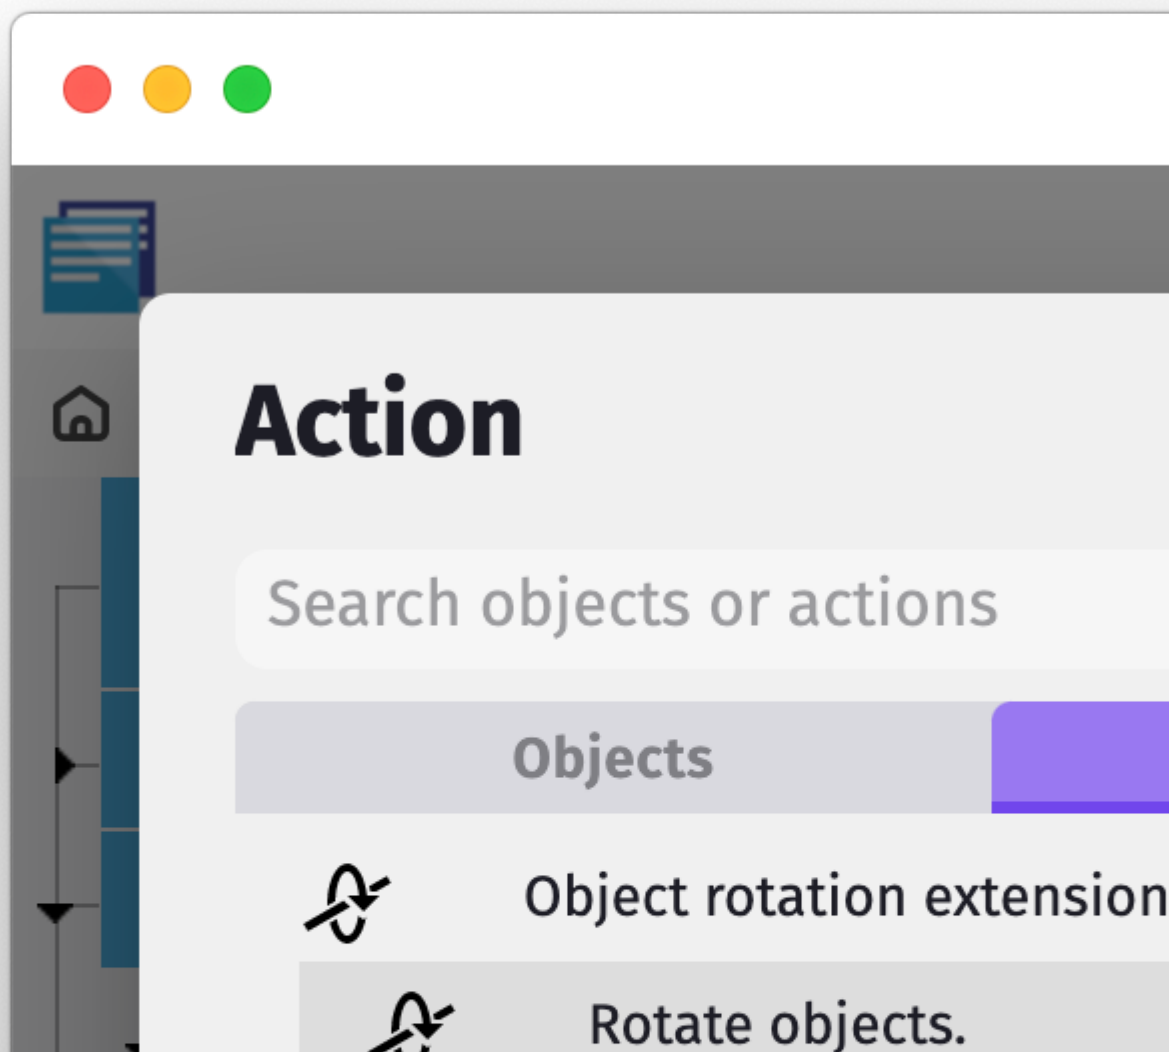 Action
Search objects or actions
Objects
Object rotation extension
Rotate objects.